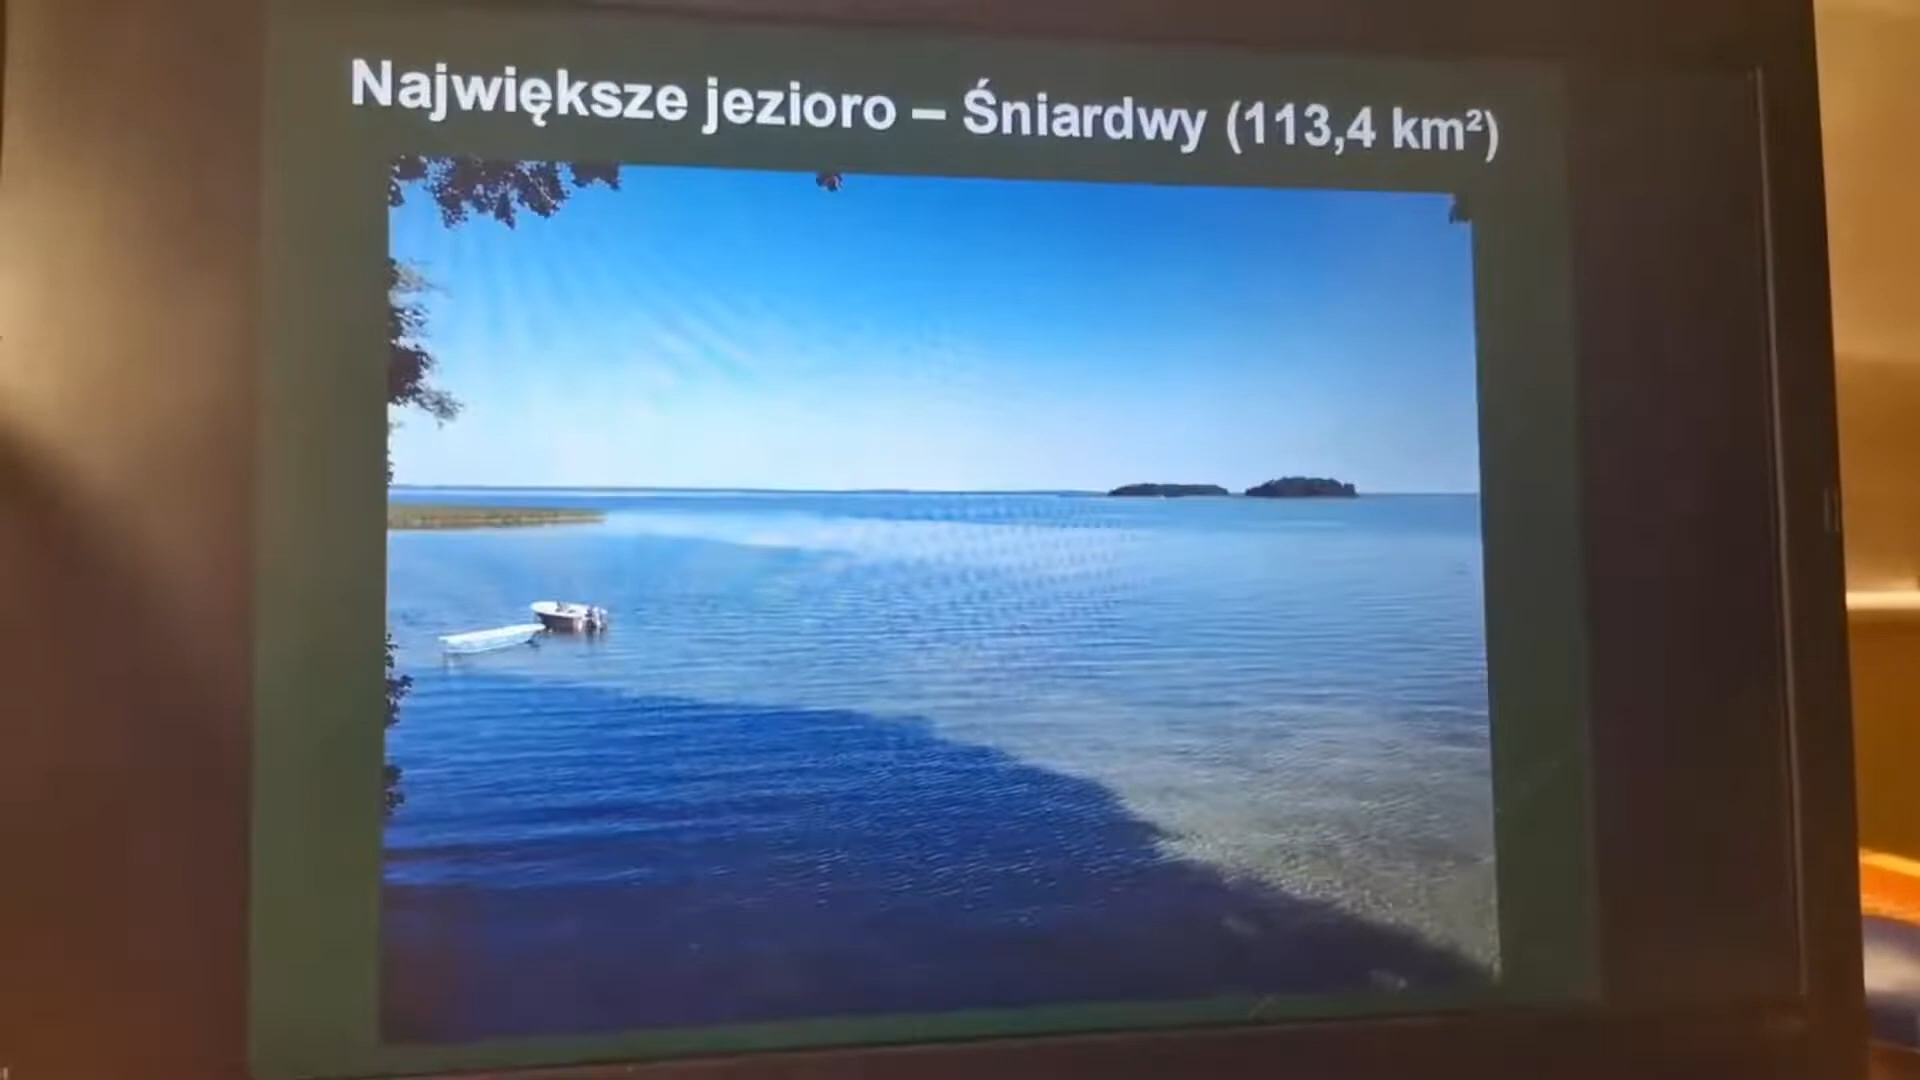 Największe jezioro – Śniardwy (113,4 km²)